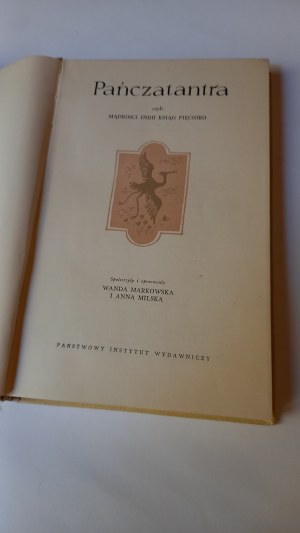 Pańczatantra
czyli
MĄDROŚCI INDII KSIĄG PIĘCIORO
Spolszczyły i opracowały
WANDA MARKOWSKA
I ANNA MILSKA
PAŃSTWOWY INSTYTUT WYDAWNICZY